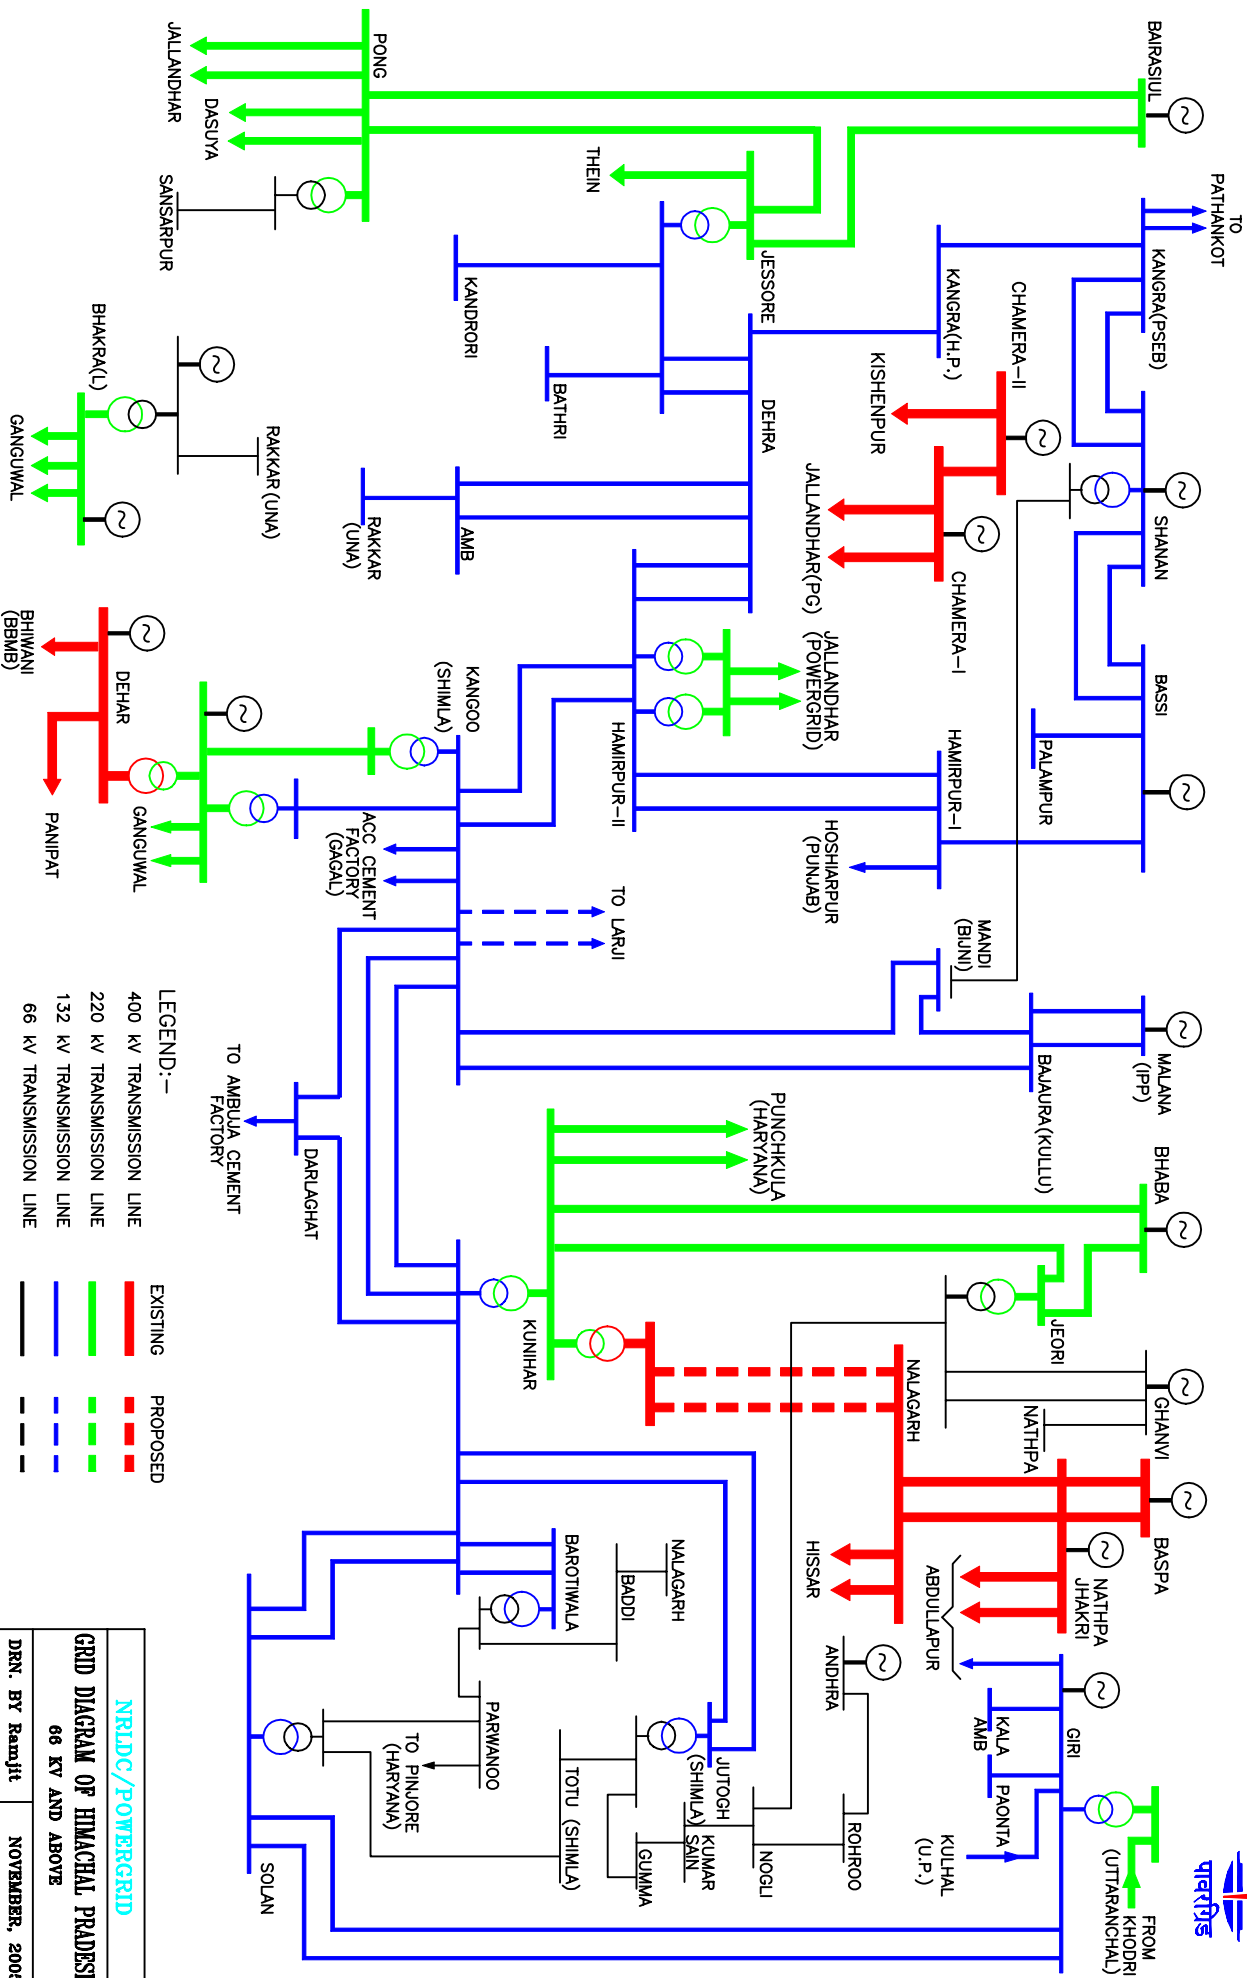 BAIRASIUL
PONG
JALLANDHAR
DASUYA
SANSARPUR
THEIN
JESSORE
TO
PATHANKOT
KANGRA(PSEB)
KANGRA(H.P.)
KANDRORI
BATHRI
DEHRA
CHAMERA-II
KISHENPUR
JALLANDHAR(PG)
CHAMERA-I
SHANAN
BASSI
PALAMPUR
BHAKRA(L)
GANGUWAL
RAKKAR(UNA)
RAKKAR
(UNA)
AMB
JALLANDHAR
(POWERGRID)
HAMIRPUR-II
HAMIRPUR-I
HOSHIARPUR
(PUNJAB)
KANGOO
(SHIMLA)
BHIWANI
(BBMB)
DEHAR
PANIPAT
GANGUWAL
ACC CEMENT
FACTORY
(GAGAL)
TO LARJI
MANDI
(BIJNI)
MALANA
(IPP)
BAJAURA(KULLU)
TO AMBUJA CEMENT
FACTORY
DARLAGHAT
PUNCHKULA
(HARYANA)
BHABA
JEORI
GHANVI
NATHPA
KUNIHAR
NALAGARH
HISSAR
BASPA
NATHPA
JHAKRI
ABDULLAPUR
NALAGARH
BADDI
BAROTIWALA
PARWANOO
TO PINJORE
(HARYANA)
ANDHRA
ROHROO
NOGLI
KUMAR
SAIN
GUMMA
JUTOGH
(SHIMLA)
TOTU (SHIMLA)
SOLAN
GIRI
KALA
AMB
PAONTA
KULHAL
(U.P.)
FROM
KHODRI
(UTTARANCHAL)
पावरग्रिड
LEGEND:-
EXISTING PROPOSED
400 kV TRANSMISSION LINE
220 kV TRANSMISSION LINE
132 kV TRANSMISSION LINE
66 kV TRANSMISSION LINE
NRLDC/POWERGRID
GRID DIAGRAM OF HIMACHAL PRADESH
66 KV AND ABOVE
DRN. BY Ramjit NOVEMBER,